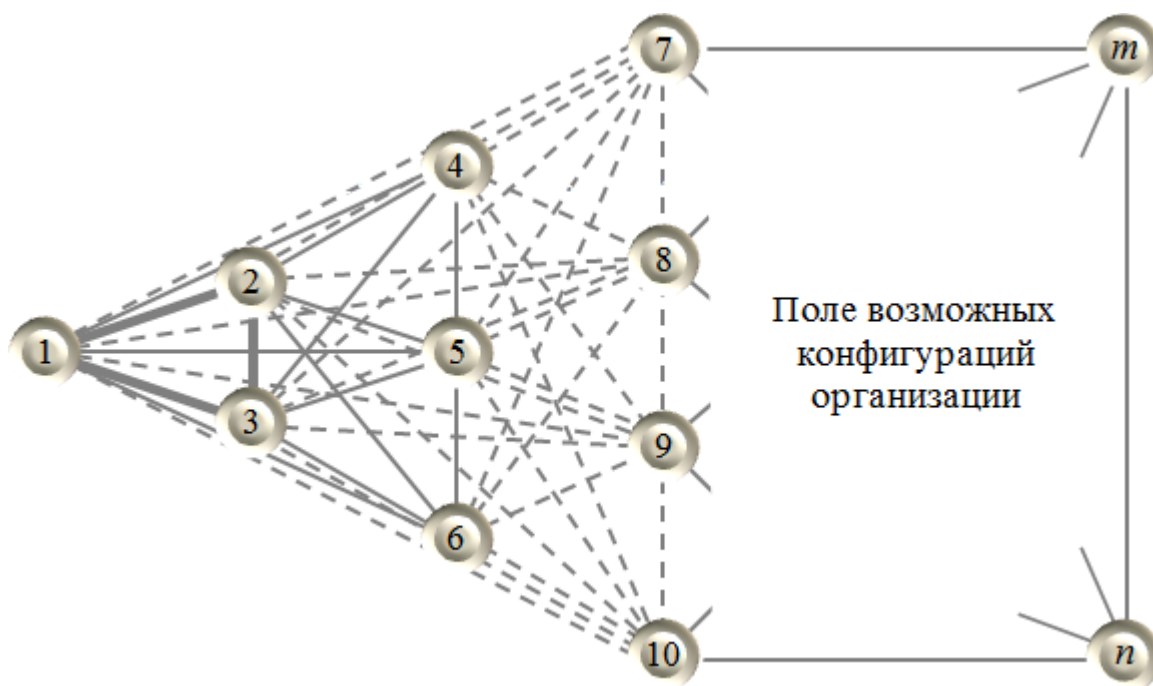 7
m
4
2
8
1
5
Поле возможных
конфигураций
организации
3
9
6
10
n